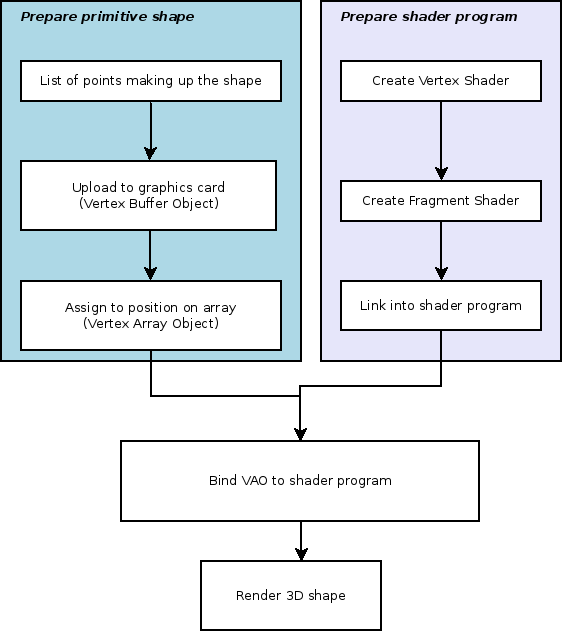 Prepare primitive shape
List of points making up the shape
Upload to graphics card
(Vertex Buffer Object)
Assign to position on array
(Vertex Array Object)
Prepare shader program
Create Vertex Shader
Create Fragment Shader
Link into shader program
Bind VAO to shader program
Render 3D shape